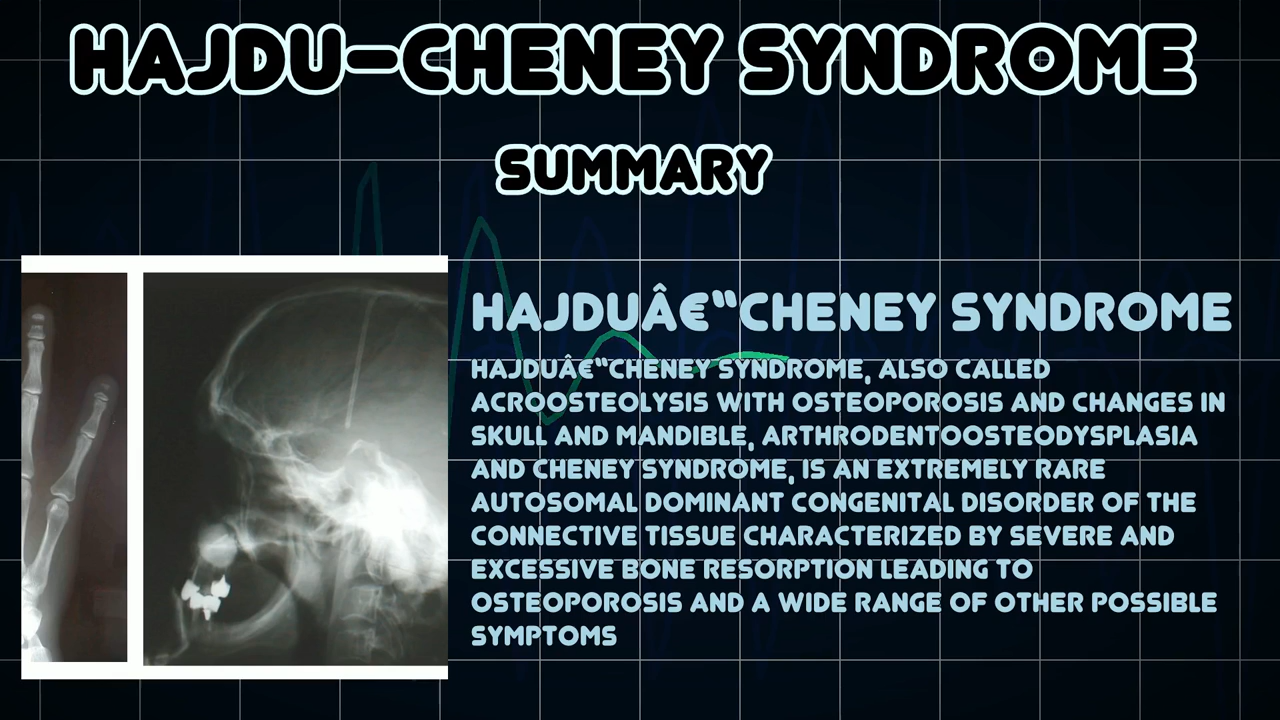 HAJDU–CHENEY SYNDROME
SUMMARY
HAJDUÂ€“CHENEY SYNDROME
HAJDUÂ€“CHENEY SYNDROME, ALSO CALLED
ACROOSTEOLYSIS WITH OSTEOPOROSIS AND CHANGES IN
SKULL AND MANDIBLE, ARTHRODENTOOSTEODYSPLASIA
AND CHENEY SYNDROME, IS AN EXTREMELY RARE
AUTOSOMAL DOMINANT CONGENITAL DISORDER OF THE
CONNECTIVE TISSUE CHARACTERIZED BY SEVERE AND
EXCESSIVE BONE RESORPTION LEADING TO
OSTEOPOROSIS AND A WIDE RANGE OF OTHER POSSIBLE
SYMPTOMS